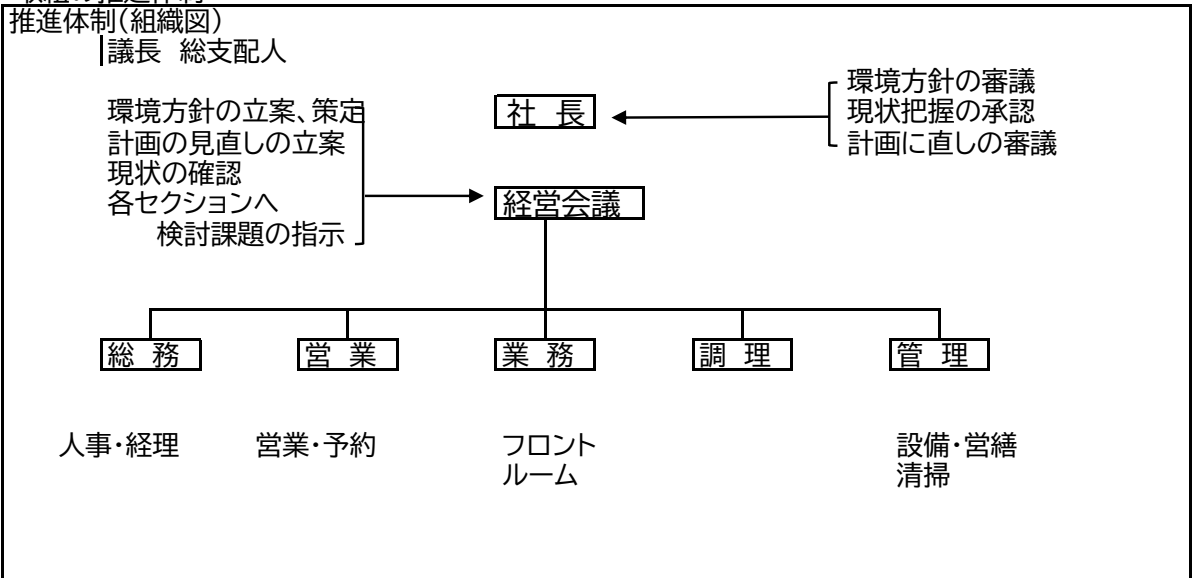 推進体制(組織図)
議長 総支配人
環境方針の審議
現状把握の承認
計画に直しの審議
社 長
環境方針の立案、策定
計画の見直しの立案
現状の確認
各セクションへ
検討課題の指示
経営会議
総 務 営 業 業 務 調 理 管 理
人事・経理 営業・予約 フロント 設備・営繕
ルーム 清掃